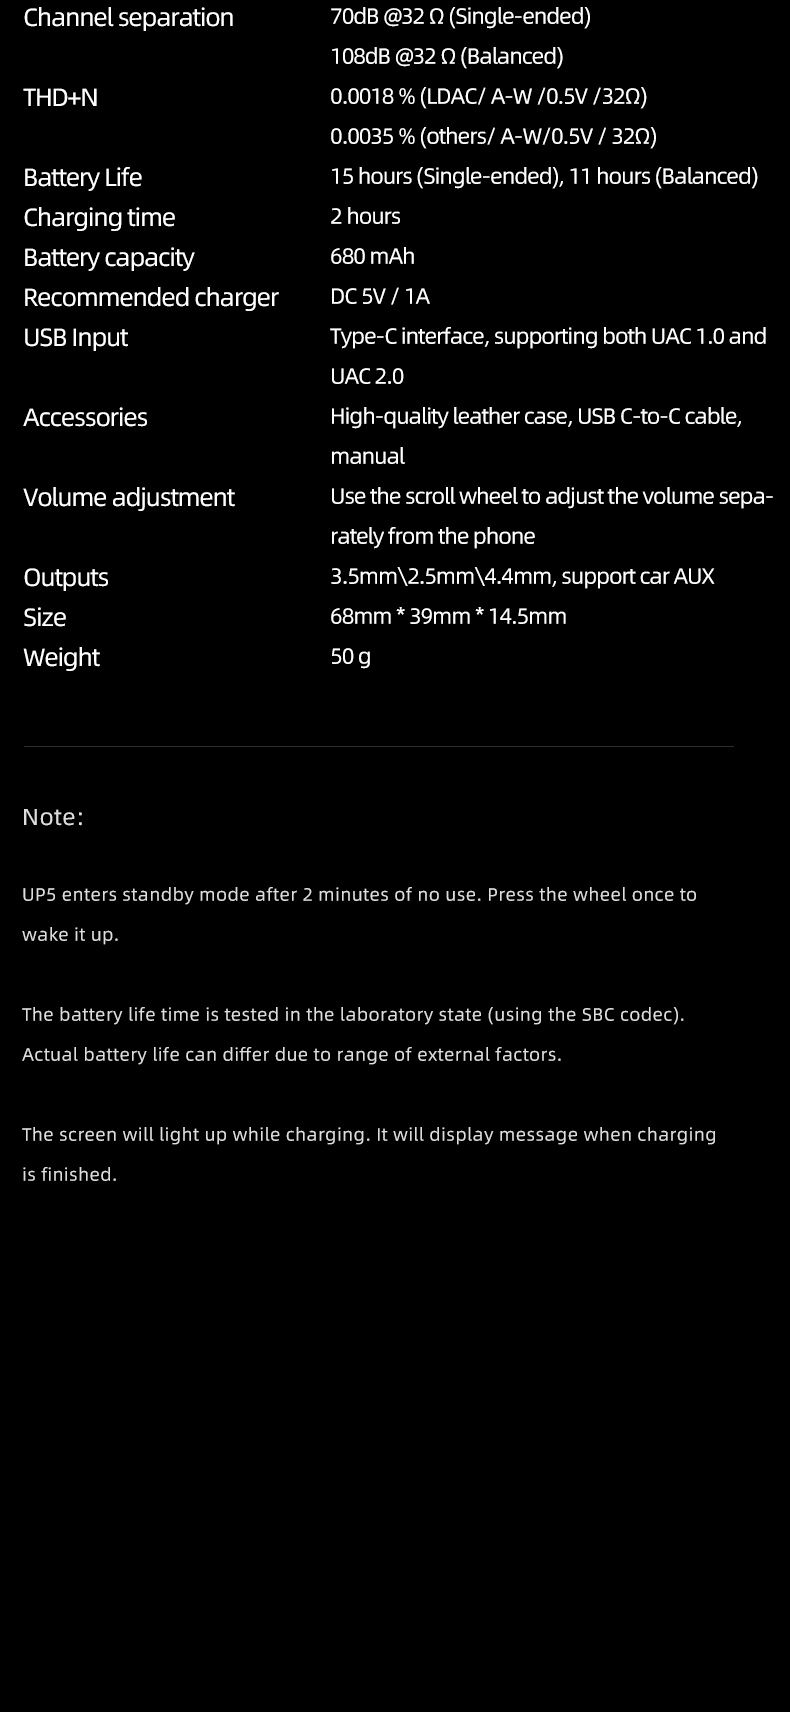 Channel separation 70dB @32 Ω (Single-ended)
108dB @32 Ω (Balanced)
THD+N 0.0018 % (LDAC/ A-W /0.5V /32Ω)
0.0035 % (others/ A-W/0.5V / 32Ω)
Battery Life 15 hours (Single-ended), 11 hours (Balanced)
Charging time 2 hours
Battery capacity 680 mAh
Recommended charger DC 5V / 1A
USB Input Type-C interface, supporting both UAC 1.0 and
UAC 2.0
Accessories High-quality leather case, USB C-to-C cable,
manual
Volume adjustment Use the scroll wheel to adjust the volume sepa-
rately from the phone
Outputs 3.5mm\2.5mm\4.4mm, support car AUX
Size 68mm * 39mm * 14.5mm
Weight 50 g
Note:
UP5 enters standby mode after 2 minutes of no use. Press the wheel once to
wake it up.
The battery life time is tested in the laboratory state (using the SBC codec).
Actual battery life can differ due to range of external factors.
The screen will light up while charging. It will display message when charging
is finished.